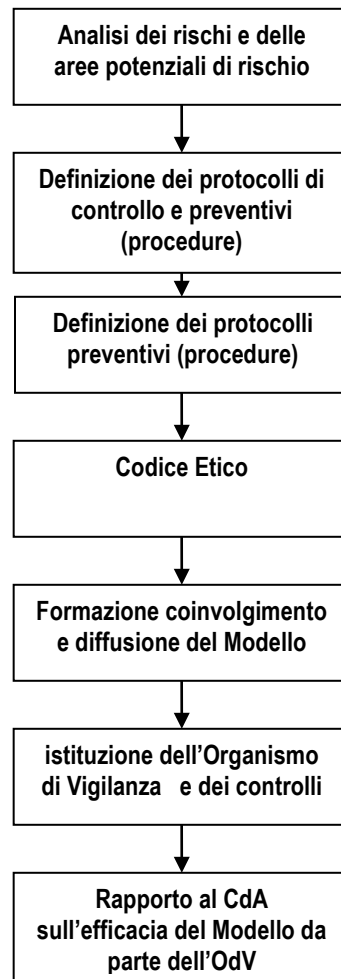 Analisi dei rischi e delle
aree potenziali di rischio
Definizione dei protocolli di
controllo e preventivi
(procedure)
Definizione dei protocolli
preventivi (procedure)
Codice Etico
Formazione coinvolgimento
e diffusione del Modello
istituzione dell’Organismo
di Vigilanza e dei controlli
Rapporto al CdA
sull’efficacia del Modello da
parte dell’OdV